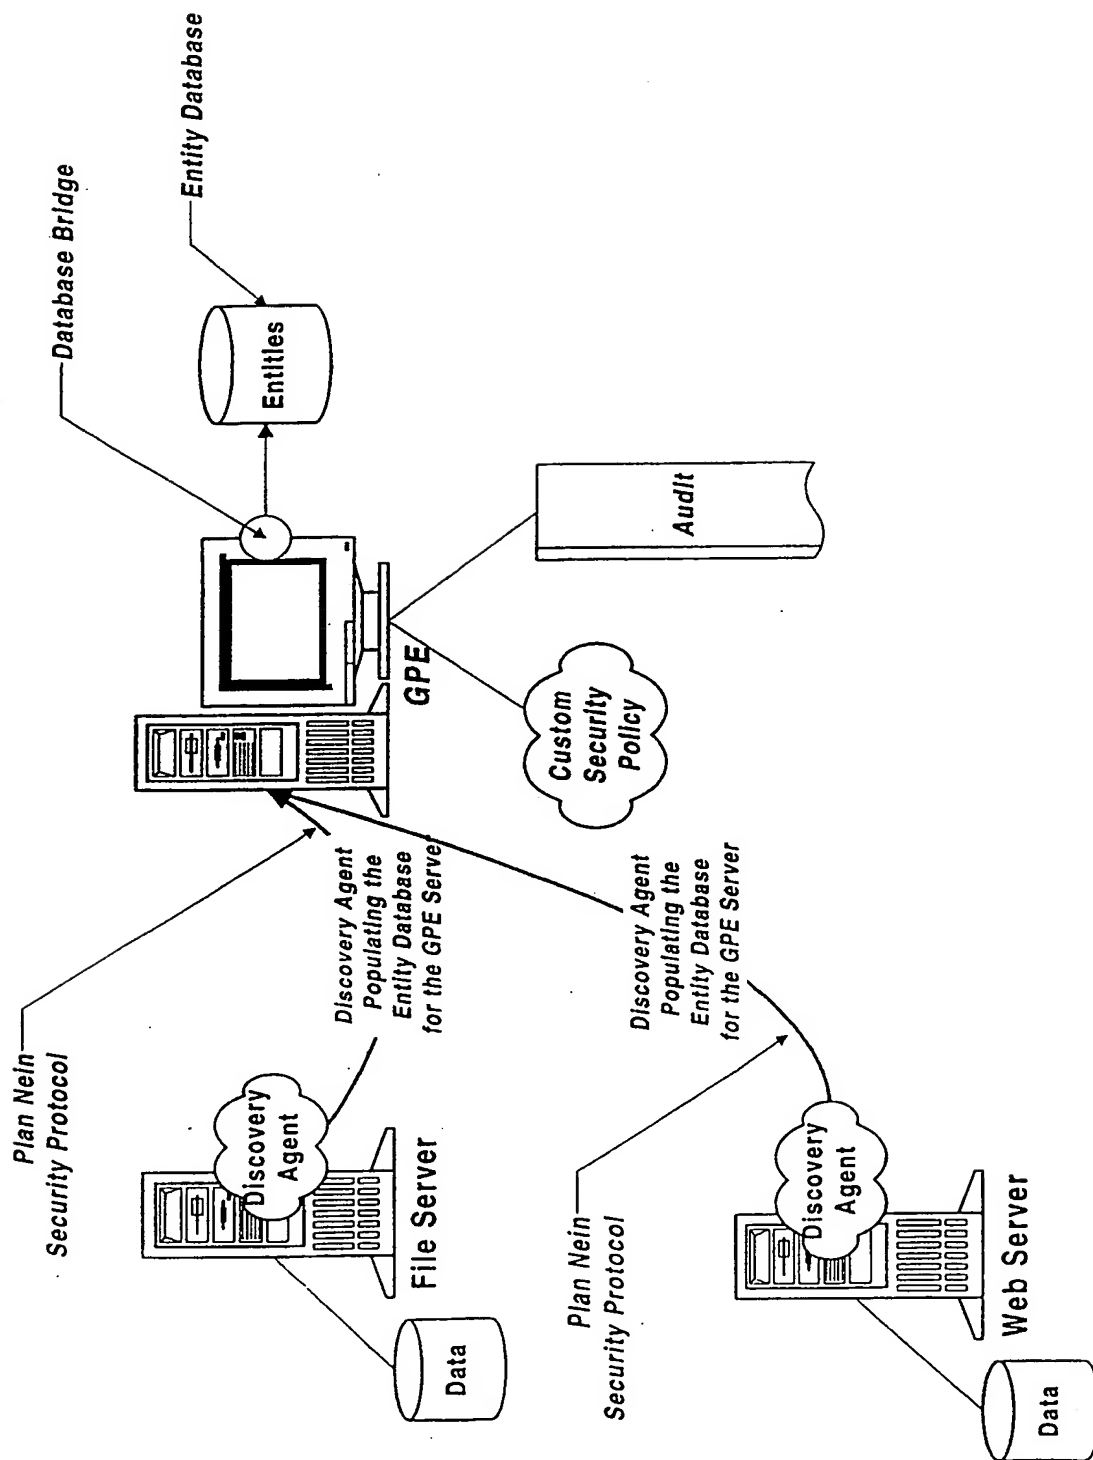 Plan Nein
Security Protocol
Database Bridge
Entity Database
Entities
GPE
Discovery Agent
Populating the
Entity Database
for the GPE Server
Discovery
Agent
File Server
Data
Custom
Security
Policy
Audit
Discovery Agent
Populating the
Entity Database
for the GPE Server
Plan Nein
Security Protocol
Discovery
Agent
Web Server
Data